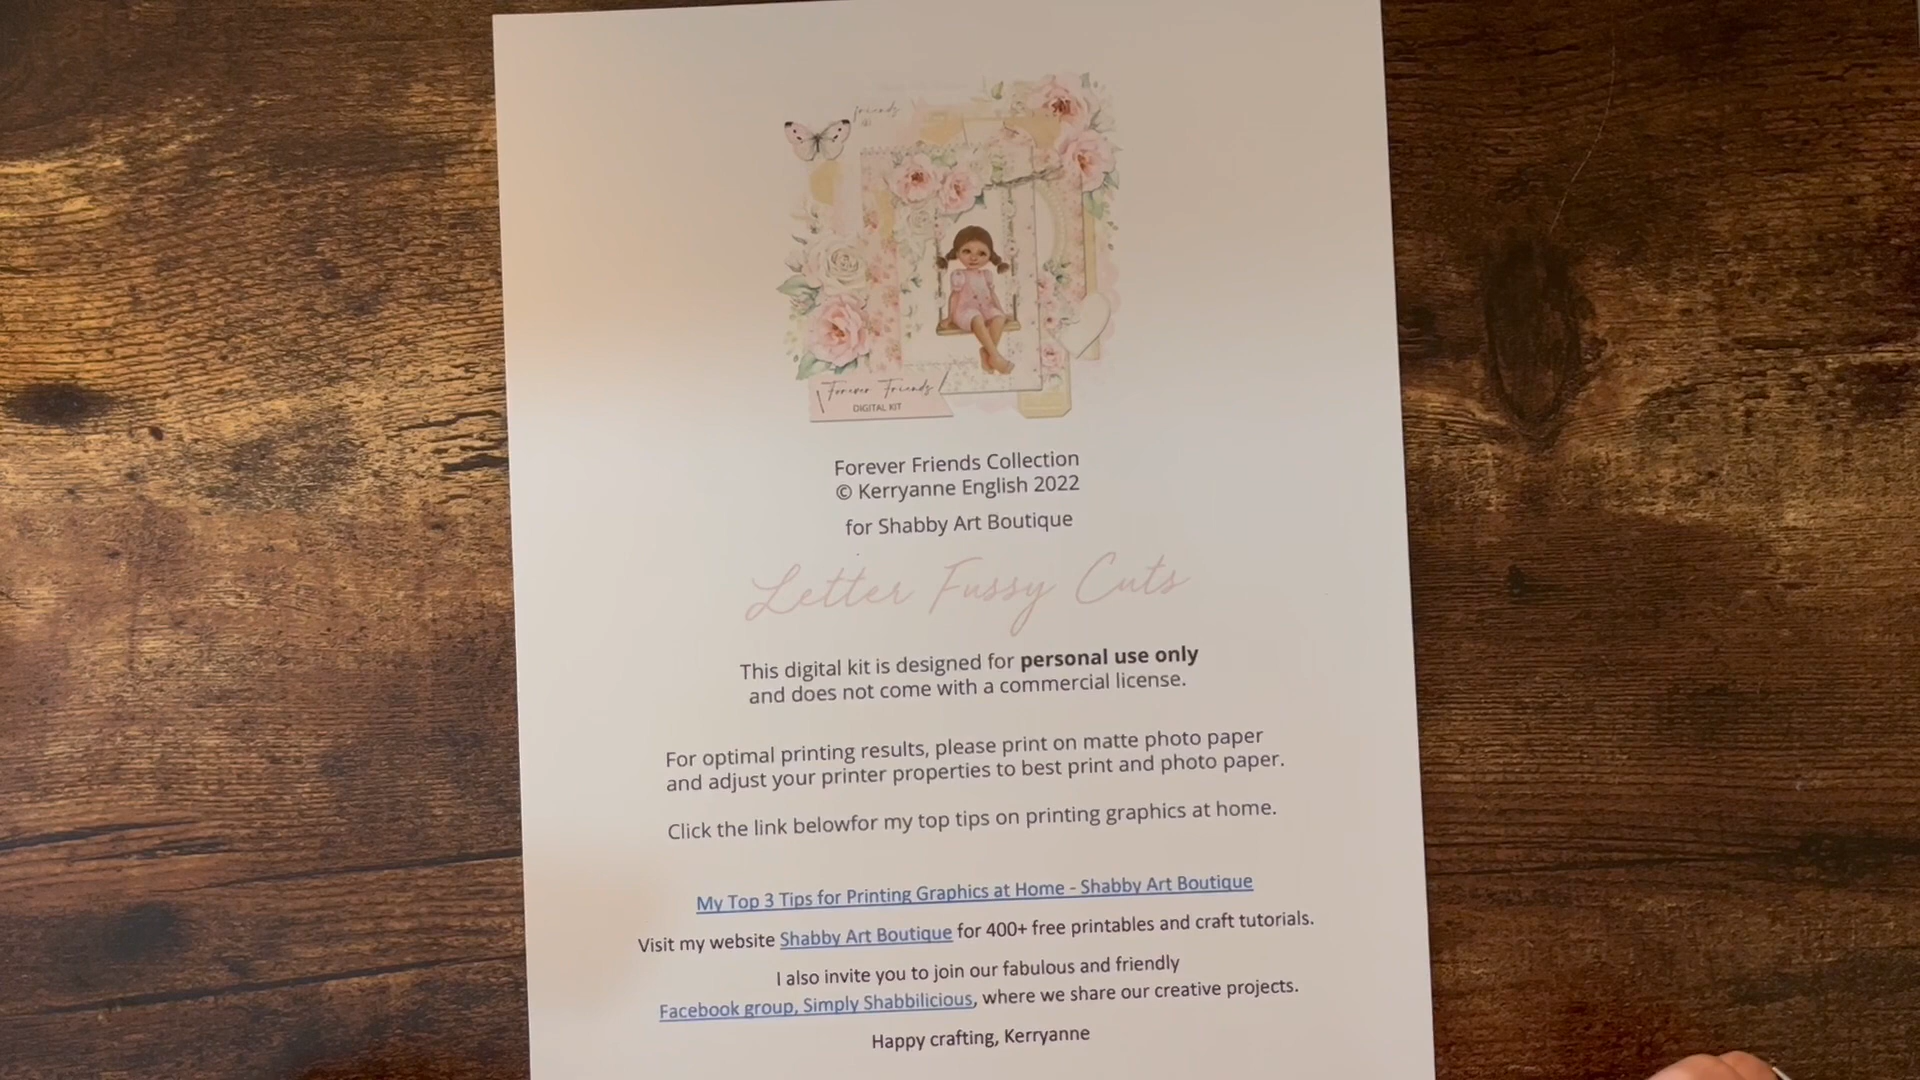 friends
Forever Friends
DIGITAL KIT
Forever Friends Collection
© Kerryanne English 2022
for Shabby Art Boutique
Letter Fussy Cuts
This digital kit is designed for personal use only
and does not come with a commercial license.
For optimal printing results, please print on matte photo paper
and adjust your printer properties to best print and photo paper.
Click the link belowfor my top tips on printing graphics at home.
My Top 3 Tips for Printing Graphics at Home - Shabby Art Boutique
Visit my website Shabby Art Boutique for 400+ free printables and craft tutorials.
I also invite you to join our fabulous and friendly
Facebook group, Simply Shabbilicious, where we share our creative projects.
Happy crafting, Kerryanne